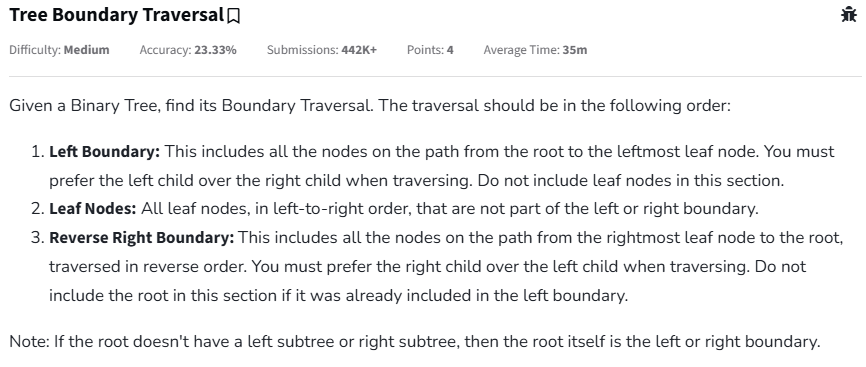 Tree Boundary Traversal
Difficulty: Medium Accuracy: 23.33% Submissions: 442K+ Points: 4 Average Time: 35m
Given a Binary Tree, find its Boundary Traversal. The traversal should be in the following order:
1. Left Boundary: This includes all the nodes on the path from the root to the leftmost leaf node. You must
prefer the left child over the right child when traversing. Do not include leaf nodes in this section.
2. Leaf Nodes: All leaf nodes, in left-to-right order, that are not part of the left or right boundary.
3. Reverse Right Boundary: This includes all the nodes on the path from the rightmost leaf node to the root,
traversed in reverse order. You must prefer the right child over the left child when traversing. Do not
include the root in this section if it was already included in the left boundary.
Note: If the root doesn't have a left subtree or right subtree, then the root itself is the left or right boundary.